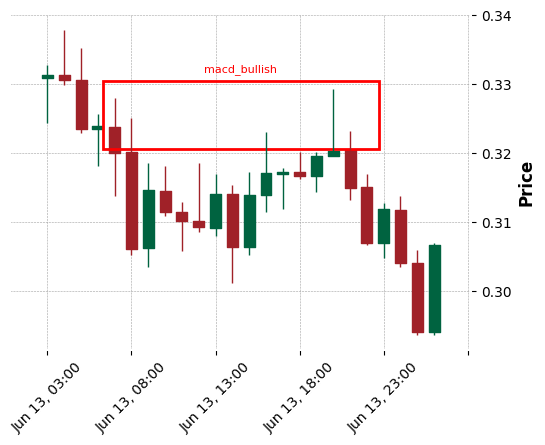 0.34
macd_bullish
0.33
0.32
0.31
0.30
Price
Jun 13, 03:00
Jun 13, 08:00
Jun 13, 13:00
Jun 13, 18:00
Jun 13, 23:00